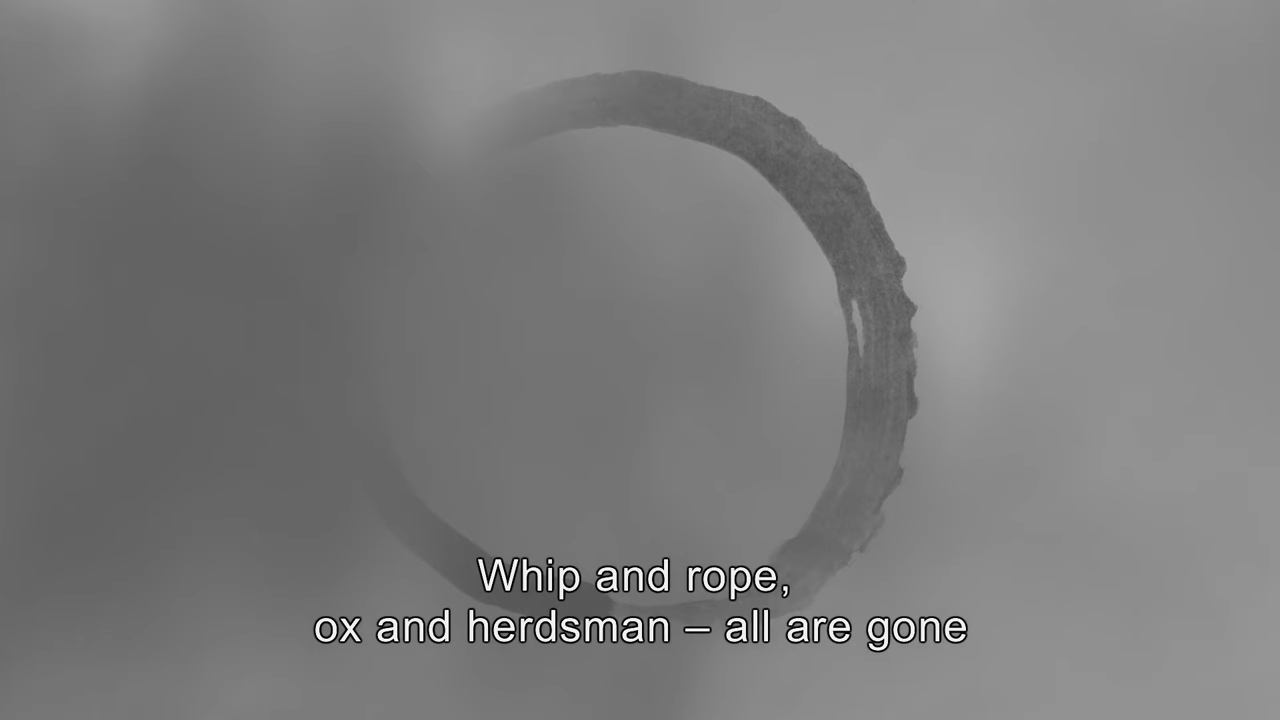 Whip and rope,
ox and herdsman – all are gone